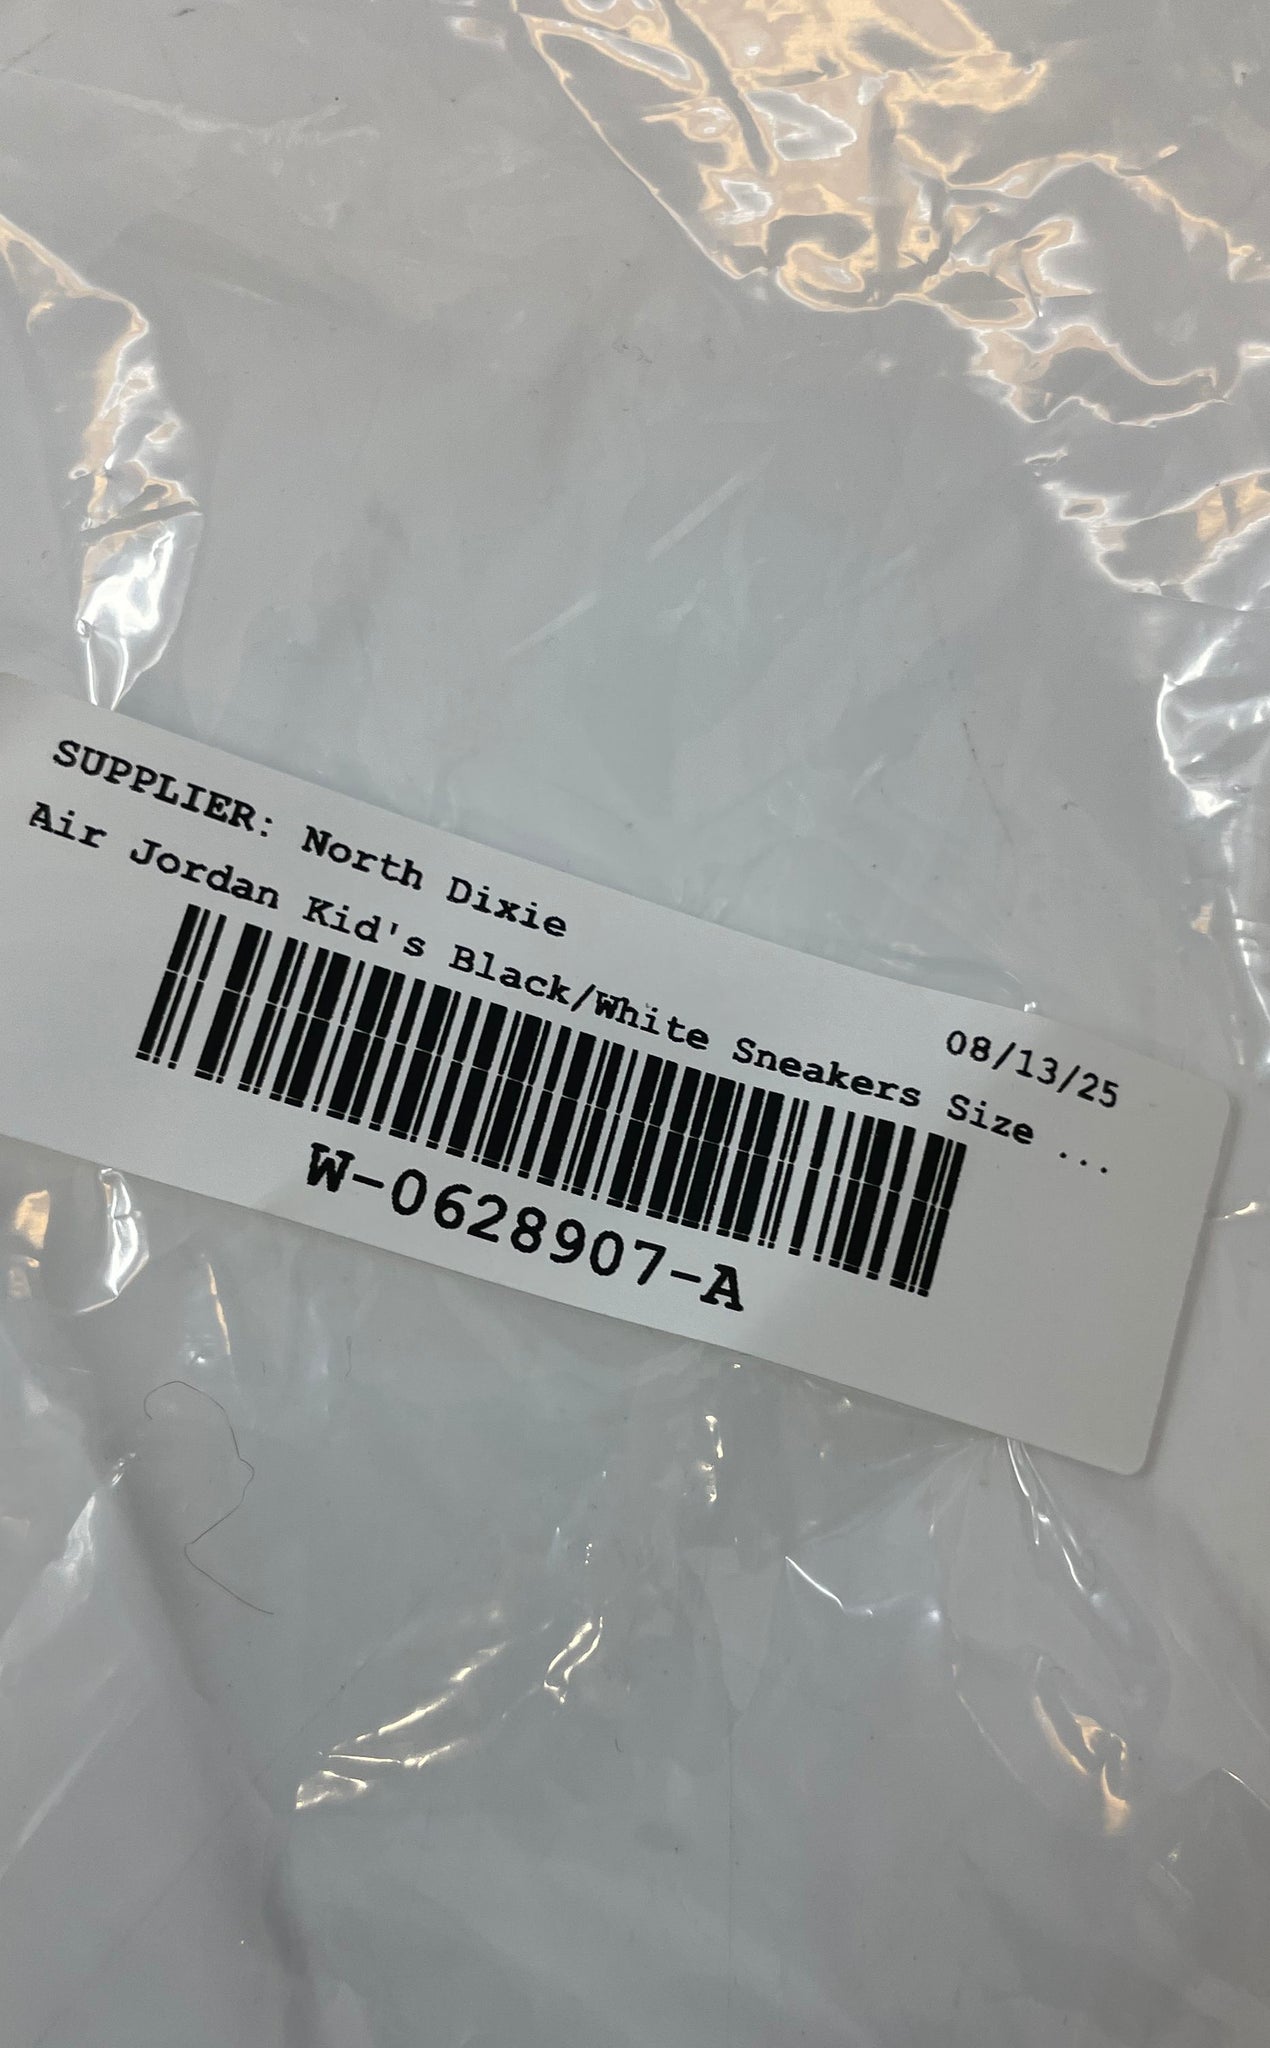 SUPPLIER: North Dixie
08/13/25
Air Jordan Kid's Black/White Sneakers Size ...
W-0628907-A